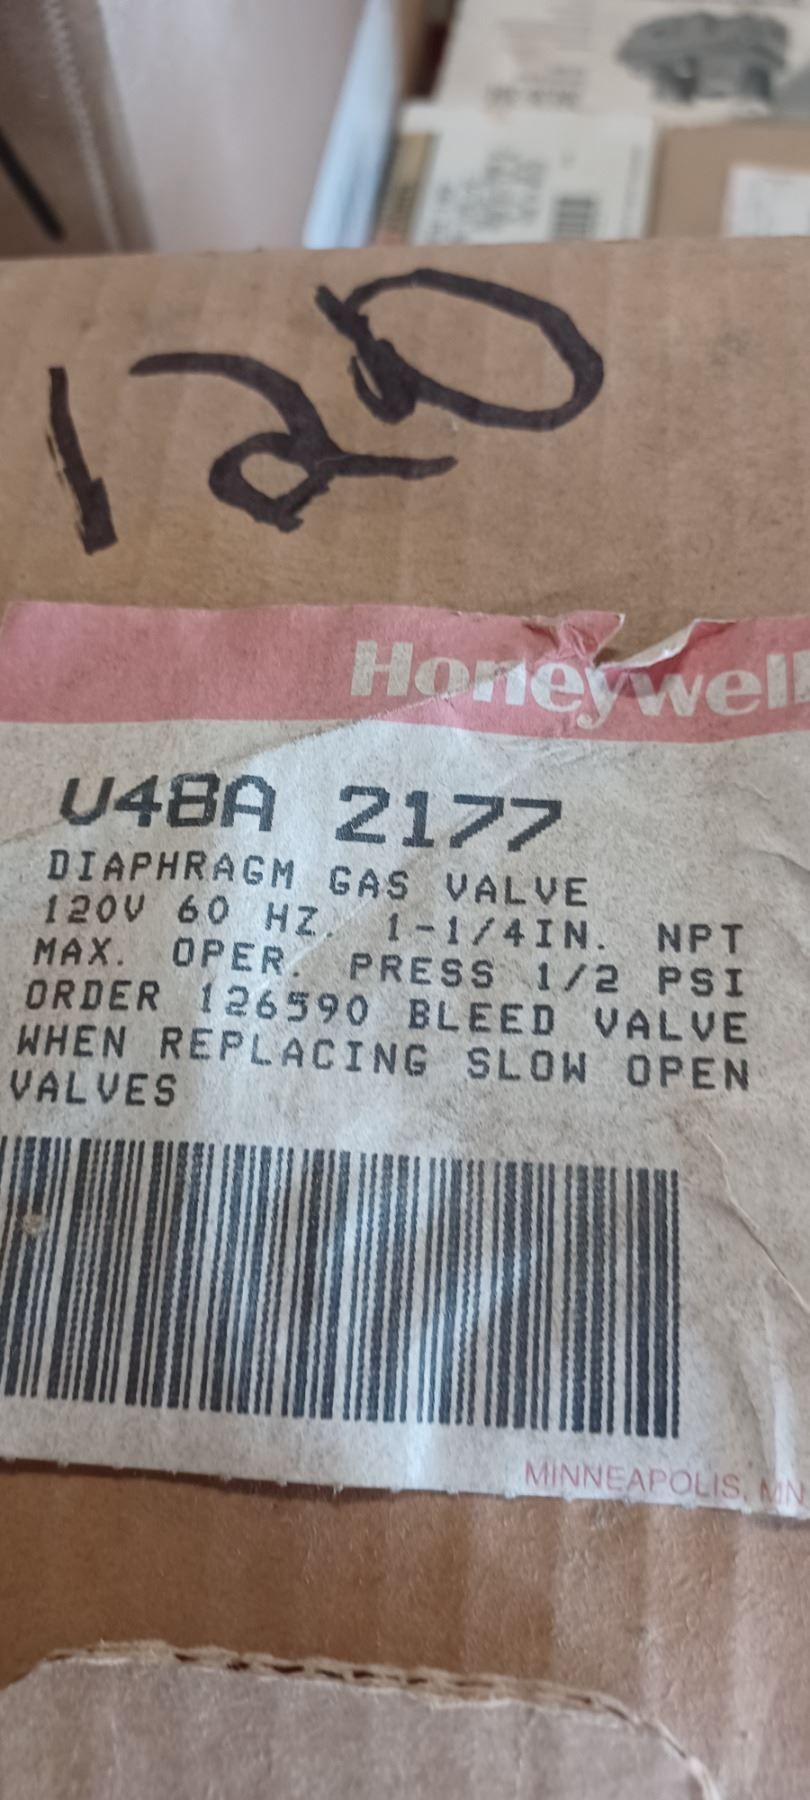 120
Honeywell
V48A 2177
DIAPHRAGM GAS VALVE
120V 60 HZ. 1-1/4IN. NPT
MAX. OPER. PRESS 1/2 PSI
ORDER 126590 BLEED VALVE
WHEN REPLACING SLOW OPEN
VALVES
MINNEAPOLIS, MN